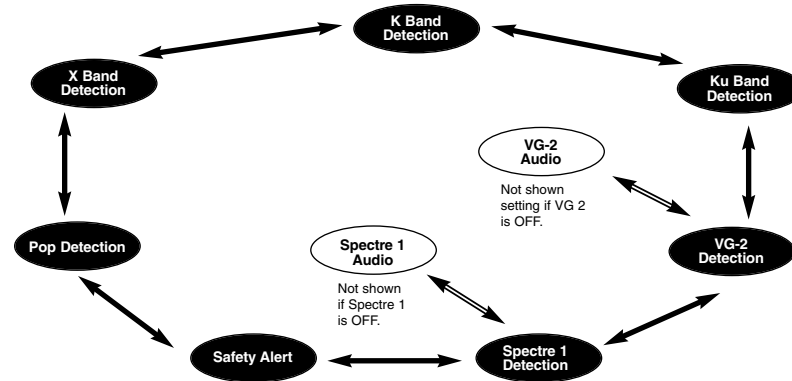 K Band
Detection
X Band
Detection
Ku Band
Detection
VG-2
Audio
Not shown
setting if VG 2
is OFF.
Pop Detection
Spectre 1
Audio
VG-2
Detection
Not shown
if Spectre 1
is OFF.
Safety Alert
Spectre 1
Detection